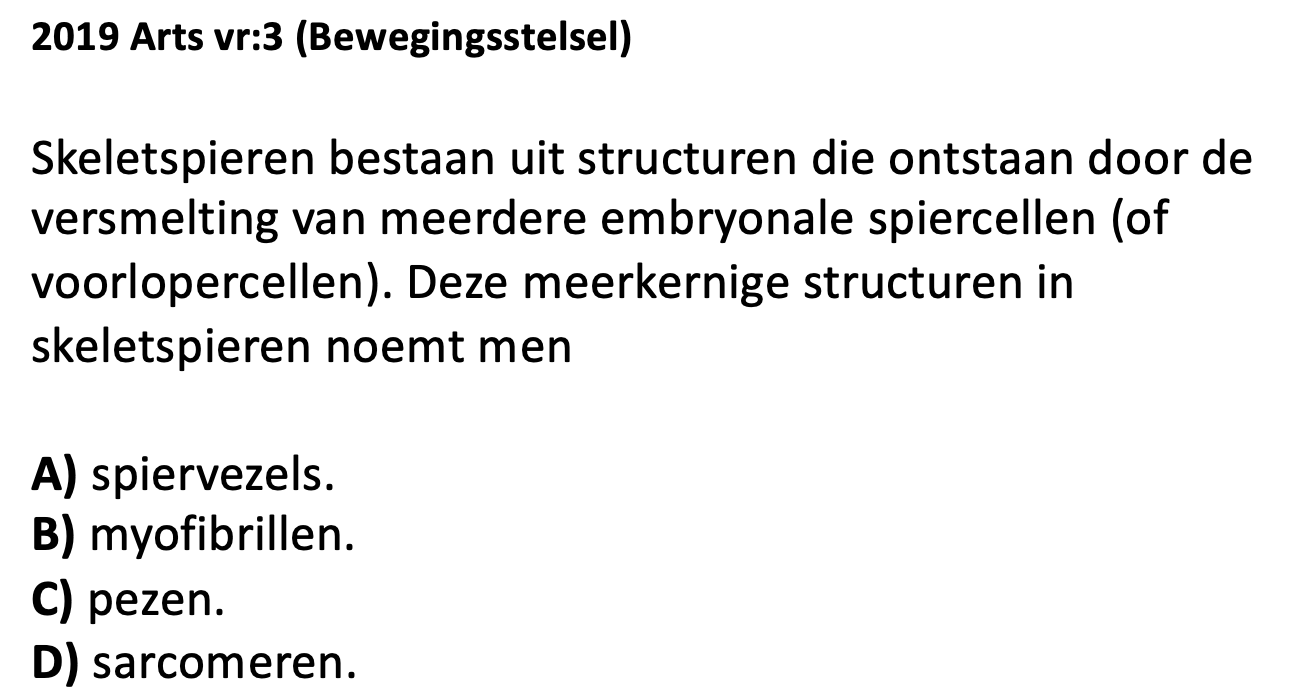 2019 Arts vr:3 (Bewegingsstelsel)
Skeletspieren bestaan uit structuren die ontstaan door de
versmelting van meerdere embryonale spiercellen (of
voorlopercellen). Deze meerkernige structuren in
skeletspieren noemt men
A) spiervezels.
B) myofibrillen.
C) pezen.
D) sarcomeren.